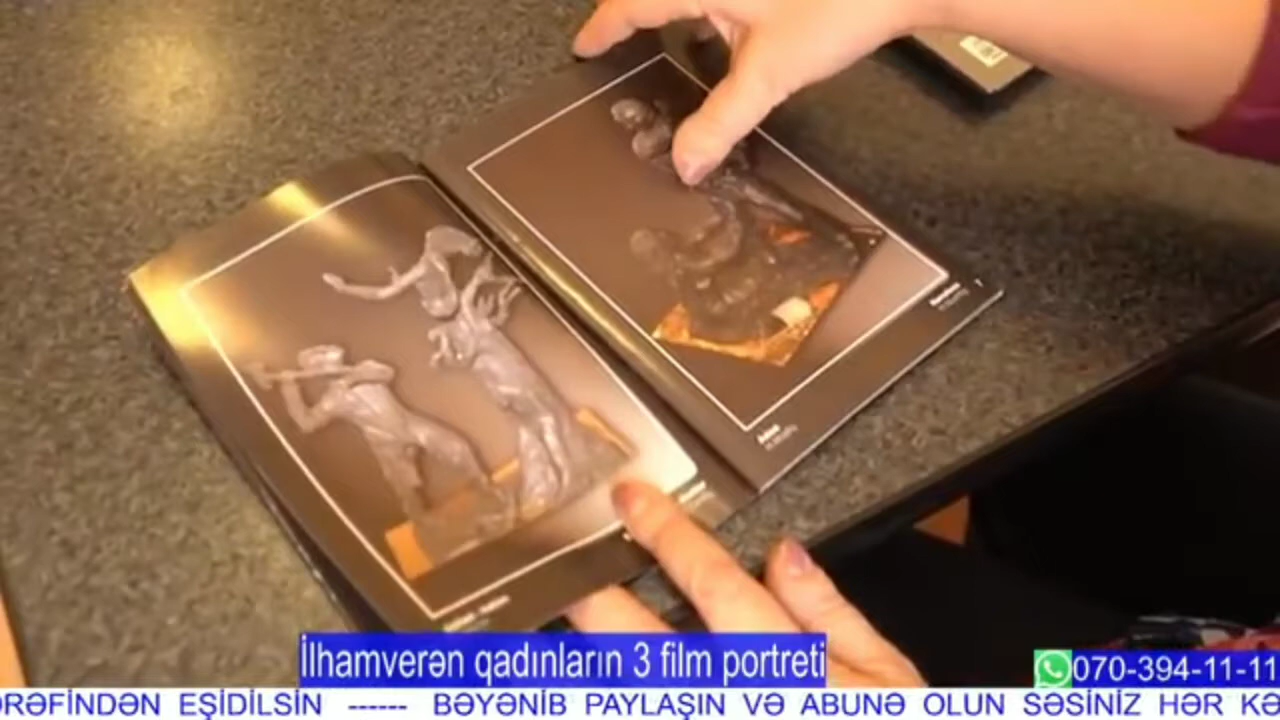 İlhamverən qadınların 3 film portreti
070-394-11-11
ƏRƏFİNDƏN EŞİDİLSİN ------ BƏYƏNİB PAYLAŞIN VƏ ABUNƏ OLUN SƏSİNİZ HƏR KƏ